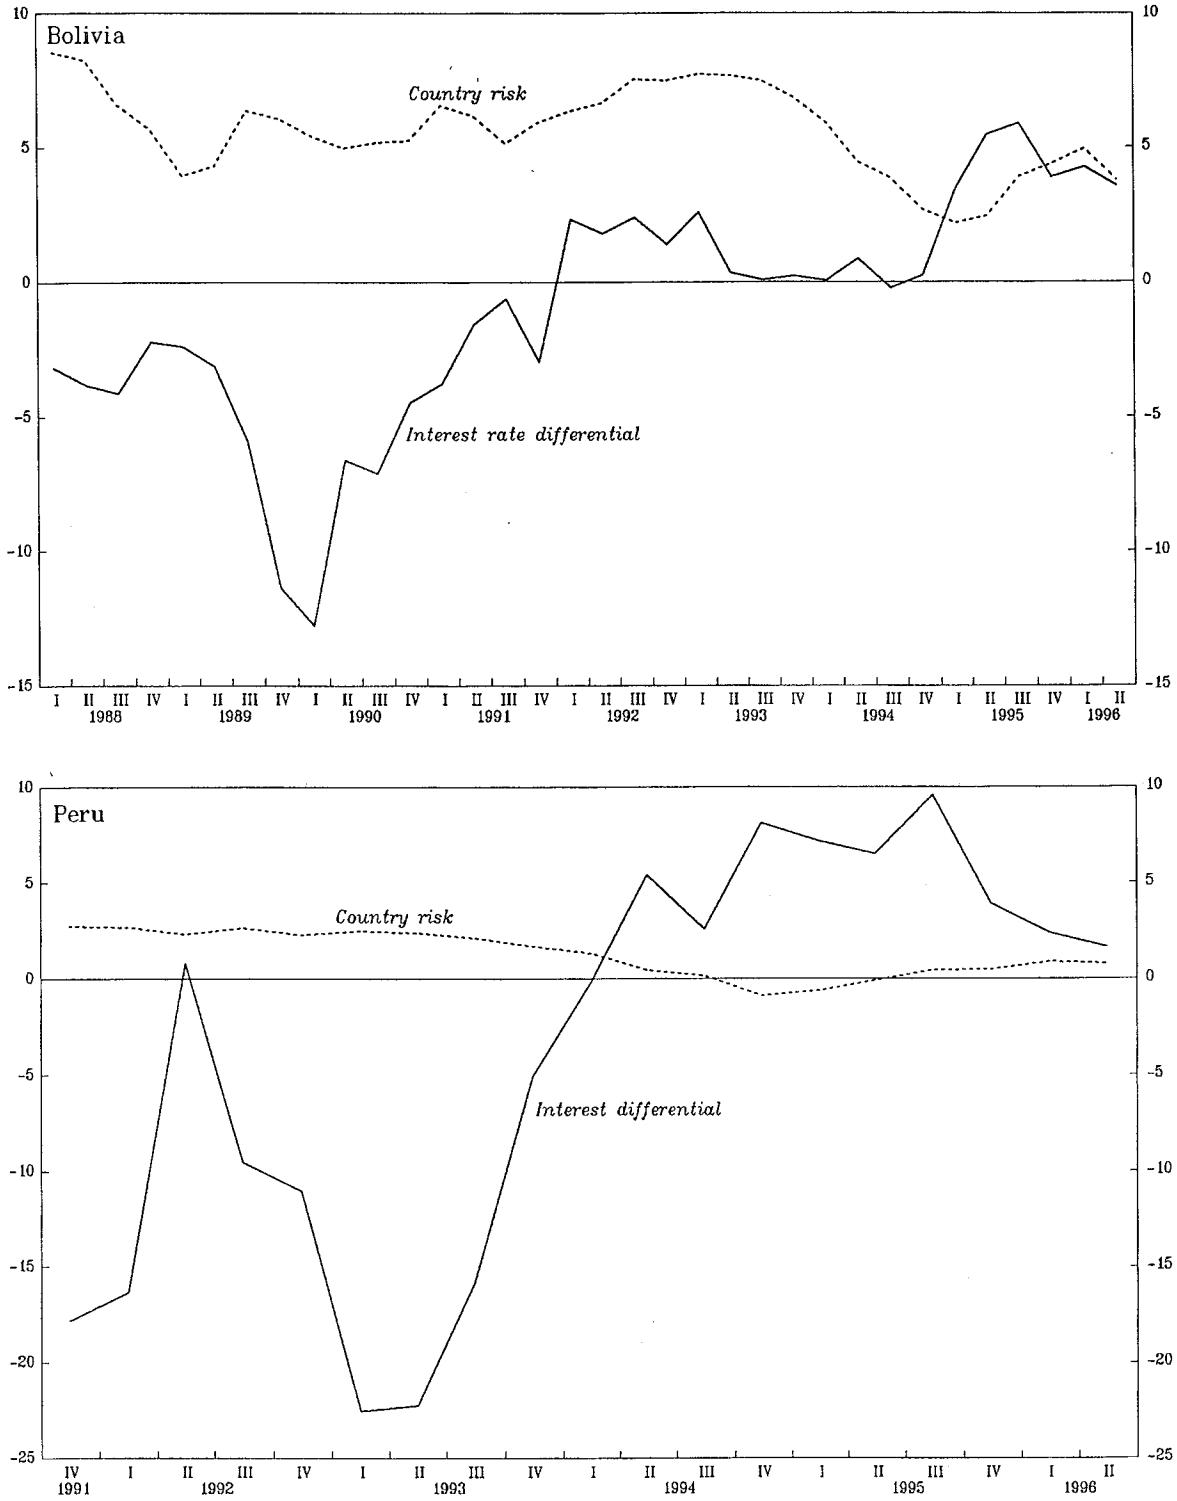 10 10
Bolivia
Country risk
5 5
0 0
-5 -5
Interest rate differential
-10 -10
-15 -15
I II III IV I II III IV I II III IV I II III IV I II III IV I II III IV I II III IV I II III IV I II
1988 1989 1990 1991 1992 1993 1994 1995 1996
10 10
Peru
5 5
Country risk
0 0
-5 -5
Interest differential
-10 -10
-15 -15
-20 -20
-25 -25
IV I II III IV I II III IV I II III IV I II III IV I II
1991 1992 1993 1994 1995 1996